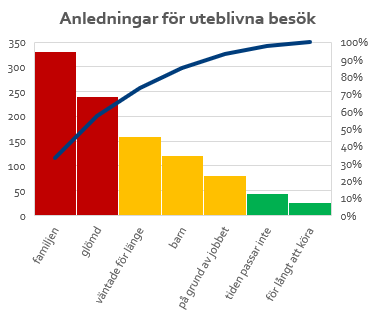 Anledningar för uteblivna besök
350
300
250
200
150
100
50
0
100%
90%
80%
70%
60%
50%
40%
30%
20%
10%
0%
familjen
glömd
väntade för länge
barn
på grund av jobbet
tiden passar inte
för långt att köra